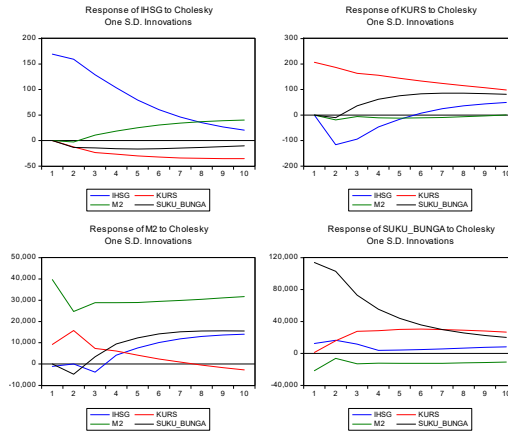 Response of IHSG to Cholesky
One S.D. Innovations
200
150
100
50
0
-50
1 2 3 4 5 6 7 8 9 10
IHSG KURS
M2 SUKU_BUNGA
Response of KURS to Cholesky
One S.D. Innovations
300
200
100
0
-100
-200
1 2 3 4 5 6 7 8 9 10
IHSG KURS
M2 SUKU_BUNGA
Response of M2 to Cholesky
One S.D. Innovations
50,000
40,000
30,000
20,000
10,000
0
-10,000
1 2 3 4 5 6 7 8 9 10
IHSG KURS
M2 SUKU_BUNGA
Response of SUKU_BUNGA to Cholesky
One S.D. Innovations
120,000
80,000
40,000
0
-40,000
1 2 3 4 5 6 7 8 9 10
IHSG KURS
M2 SUKU_BUNGA